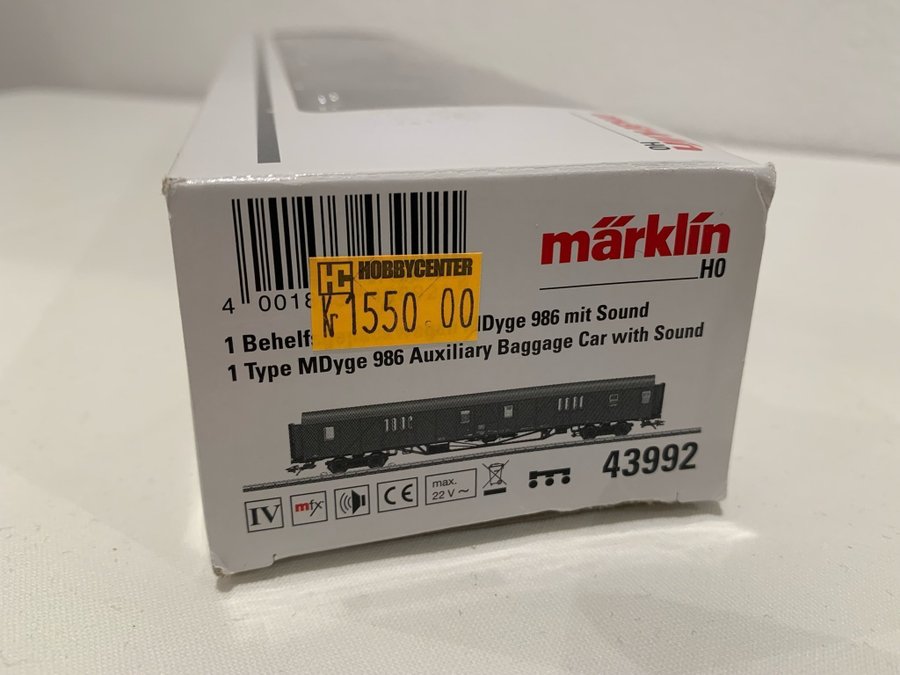 märklin
H0
märklin
H0
HC HOBBYCENTER
Kr 1550.00
4 0018
1 Behelfs Dyge 986 mit Sound
1 Type MDyge 986 Auxiliary Baggage Car with Sound
43992
IV mfx CE max. 22 V ~